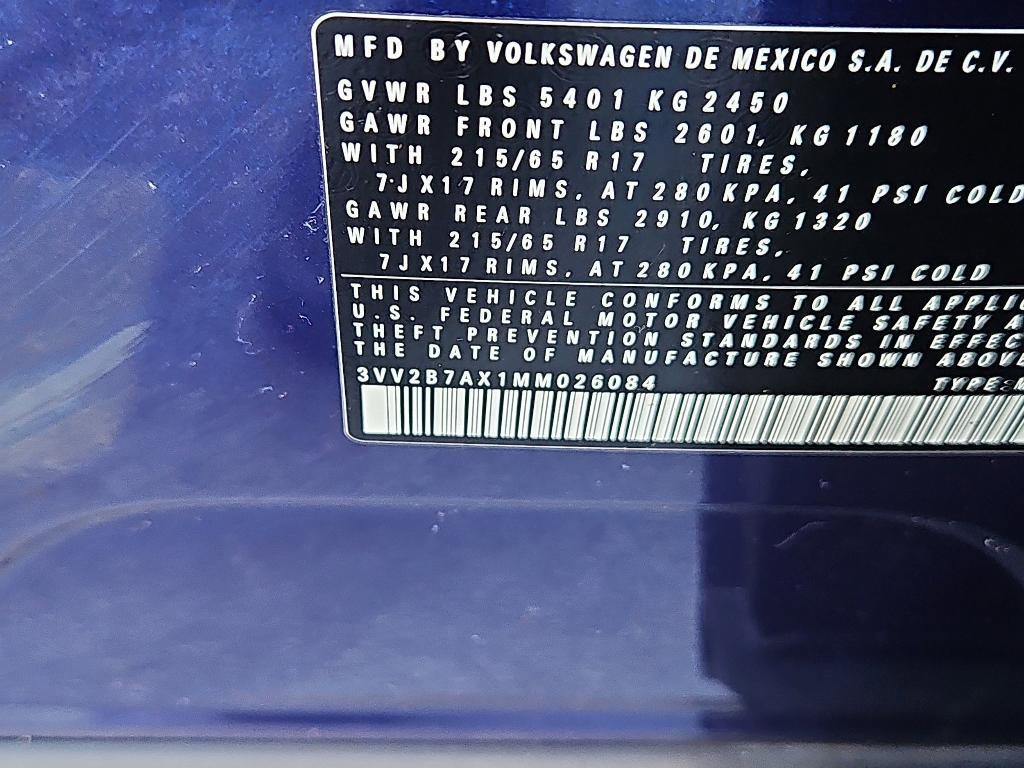 MFD BY VOLKSWAGEN DE MEXICO S.A. DE C.V.
GVWR LBS 5401 KG 2450
GAWR FRONT LBS 2601, KG 1180
WITH 215/65 R17 TIRES,
7JX17 RIMS, AT 280 KPA, 41 PSI COLD
GAWR REAR LBS 2910, KG 1320
WITH 215/65 R17 TIRES,
7JX17 RIMS, AT 280 KPA, 41 PSI COLD
THIS VEHICLE CONFORMS TO ALL
U.S. FEDERAL MOTOR VEHICLE SAFETY
THEFT PREVENTION STANDARDS IN
THE DATE OF MANUFACTURE SHOWN ABOVE
3VV2B7AX1MM026084 TYPE: